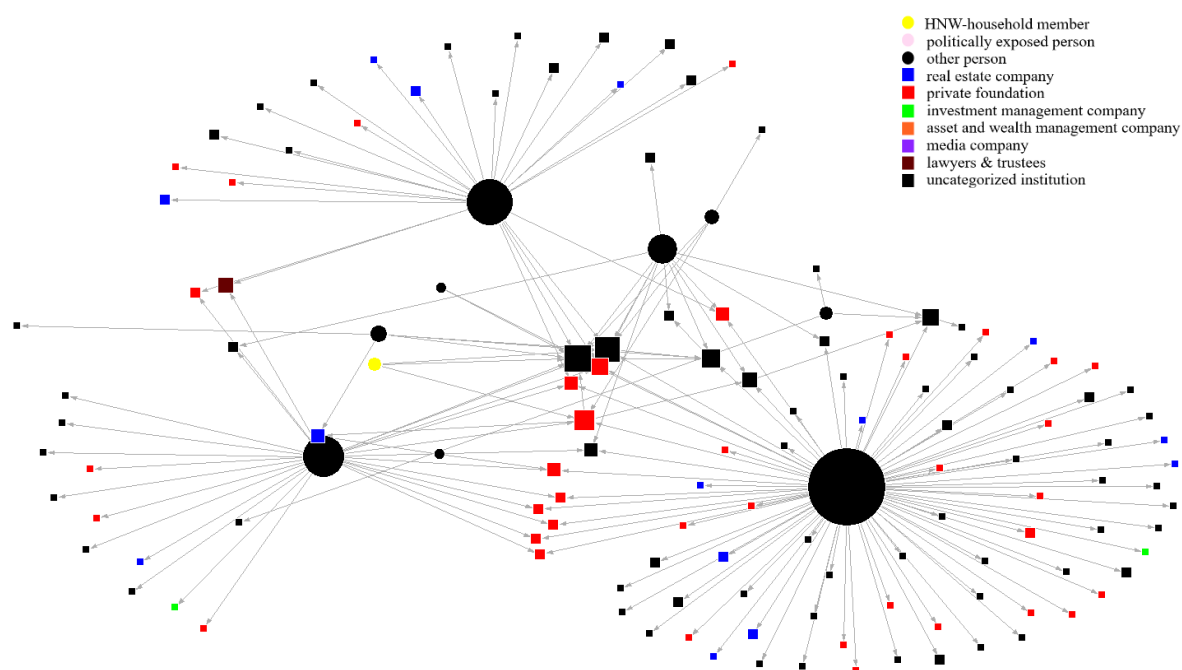 HNW-household member
politically exposed person
other person
real estate company
private foundation
investment management company
asset and wealth management company
media company
lawyers & trustees
uncategorized institution